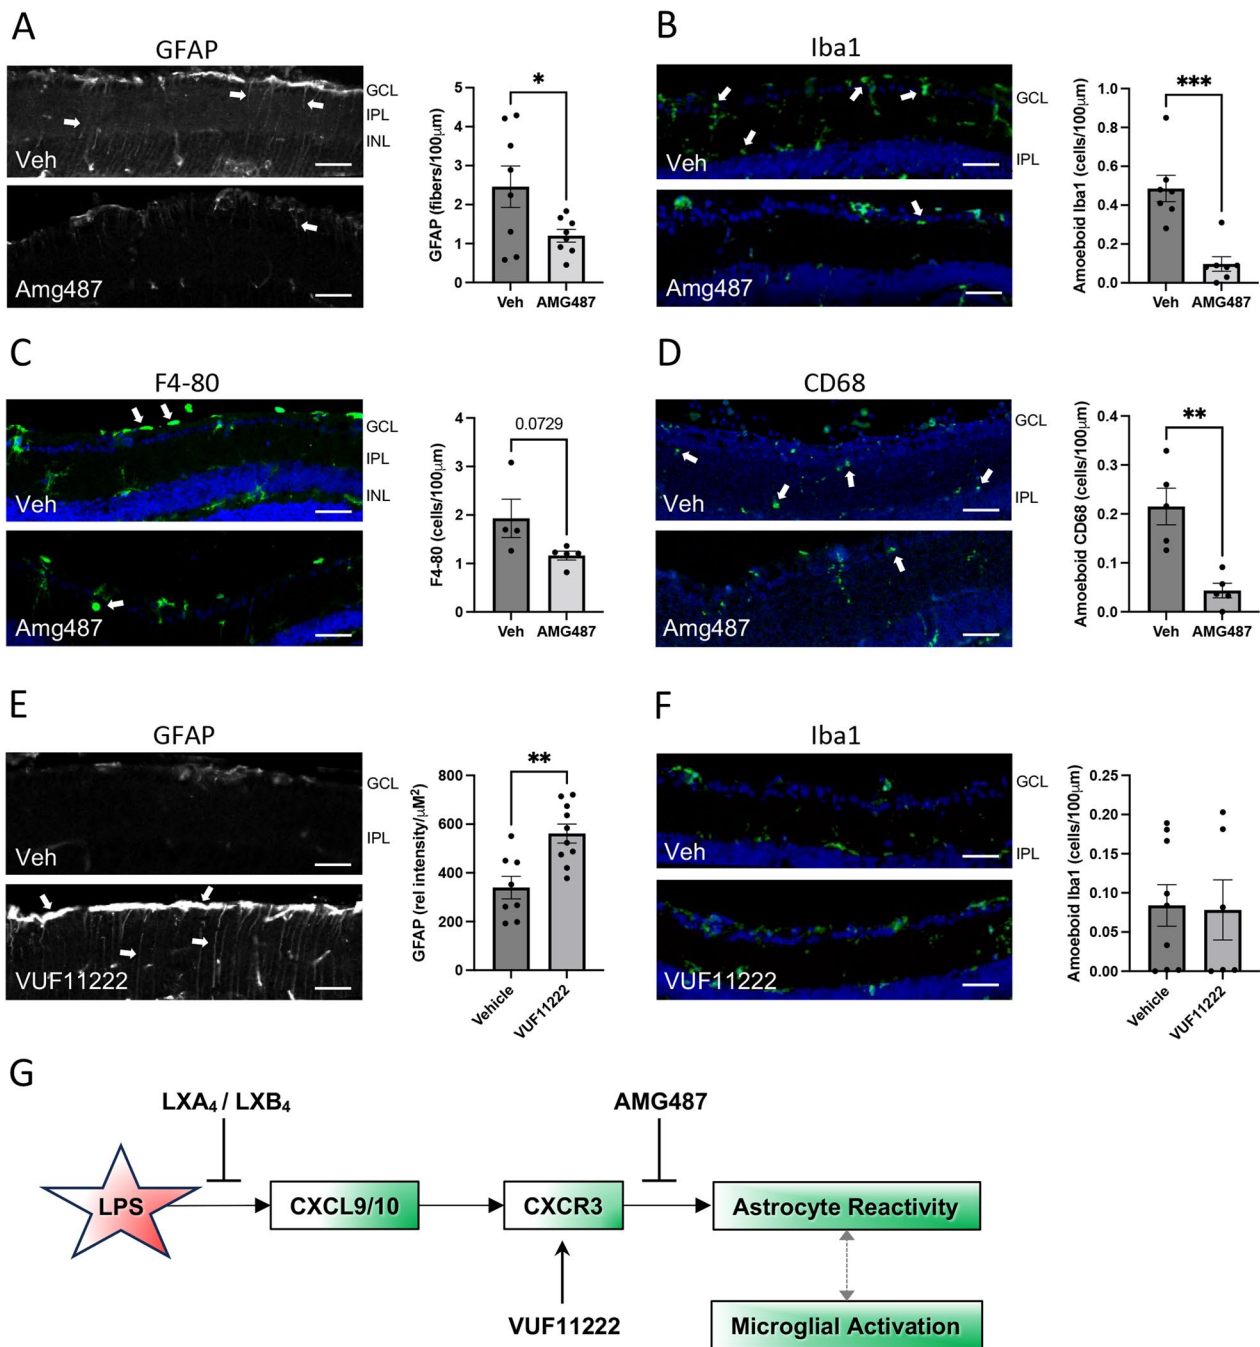 A
GFAP
Veh
Amg487
GCL
IPL
INL
GFAP (fibers/100μm)
5
4
3
2
1
0
*
Veh
AMG487
B
Iba1
Veh
Amg487
GCL
IPL
Amoeboid Iba1 (cells/100μm)
1.0
0.8
0.6
0.4
0.2
0.0
***
Veh
AMG487
C
F4-80
Veh
Amg487
GCL
IPL
INL
F4-80 (cells/100μm)
4
3
2
1
0
0.0729
Veh
AMG487
D
CD68
Veh
Amg487
GCL
IPL
Amoeboid CD68 (cells/100μm)
0.4
0.3
0.2
0.1
0.0
**
Veh
AMG487
E
GFAP
Veh
VUF11222
GCL
IPL
GFAP (rel intensity/μM²)
800
600
400
200
0
**
Vehicle
VUF11222
F
Iba1
Veh
VUF11222
GCL
IPL
Amoeboid Iba1 (cells/100μm)
0.25
0.20
0.15
0.10
0.05
0.00
Vehicle
VUF11222
G
LXA₄ / LXB₄
AMG487
LPS
CXCL9/10
CXCR3
Astrocyte Reactivity
VUF11222
Microglial Activation